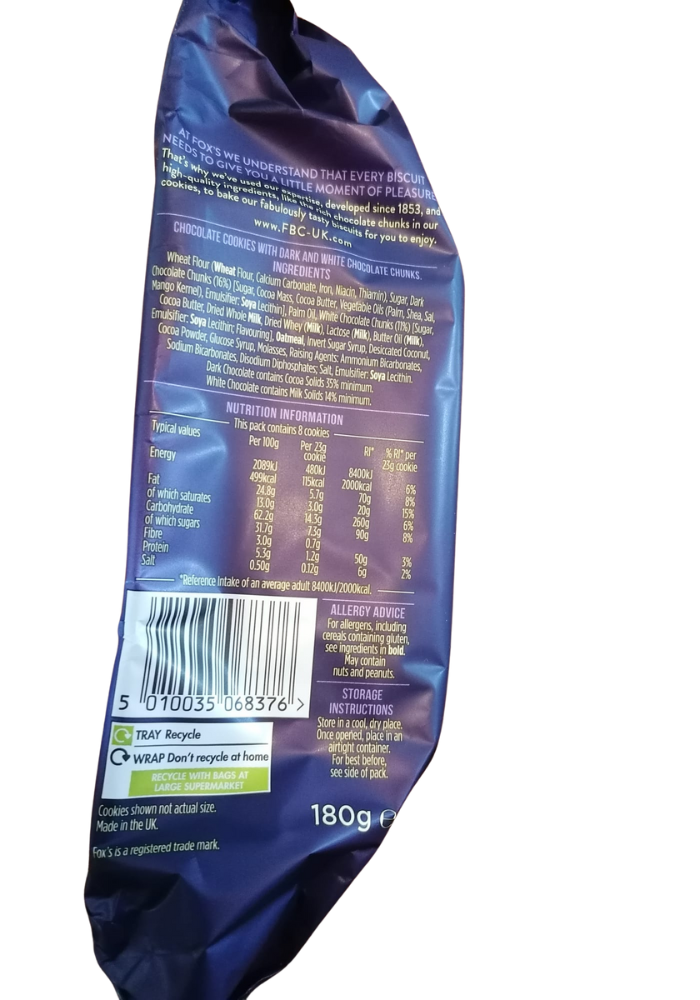 AT FOX'S WE UNDERSTAND THAT EVERY BISCUIT
NEEDS TO GIVE YOU A LITTLE MOMENT OF PLEASURE
That's why we've used our expertise, developed since 1853, and
high-quality ingredients, like the rich chocolate chunks in our
cookies, to bake our fabulously tasty biscuits for you to enjoy.
www.FBC-UK.com
CHOCOLATE COOKIES WITH DARK AND WHITE CHOCOLATE CHUNKS.
INGREDIENTS
Wheat Flour (Wheat Flour, Calcium Carbonate, Iron, Niacin, Thiamin), Sugar, Dark
Chocolate Chunks (16%) [Sugar, Cocoa Mass, Cocoa Butter, Vegetable Oils (Palm, Shea, Sal,
Mango Kernel), Emulsifier: Soya Lecithin], Palm Oil, White Chocolate Chunks (11%) [Sugar,
Cocoa Butter, Dried Whole Milk, Dried Whey (Milk), Lactose (Milk), Butter Oil (Milk),
Emulsifier: Soya Lecithin; Flavouring], Oatmeal, Invert Sugar Syrup, Desiccated Coconut,
Cocoa Powder, Glucose Syrup, Molasses, Raising Agents: Ammonium Bicarbonates,
Sodium Bicarbonates, Disodium Diphosphates; Salt, Emulsifier: Soya Lecithin.
Dark Chocolate contains Cocoa Solids 35% minimum.
White Chocolate contains Milk Solids 14% minimum.
NUTRITION INFORMATION
This pack contains 8 cookies
Typical values Per 100g Per 23g cookie RI* % RI* per 23g cookie
Energy 2089kJ 480kJ 8400kJ
499kcal 115kcal 2000kcal 6%
Fat 24.8g 5.7g 70g 8%
of which saturates 13.0g 3.0g 20g 15%
Carbohydrate 62.2g 14.3g 260g 6%
of which sugars 31.7g 7.3g 90g 8%
Fibre 3.0g 0.7g
Protein 5.3g 1.2g 50g 3%
Salt 0.50g 0.12g 6g 2%
*Reference Intake of an average adult 8400kJ/2000kcal.
ALLERGY ADVICE
For allergens, including
cereals containing gluten,
see ingredients in bold.
May contain
nuts and peanuts.
STORAGE
INSTRUCTIONS
Store in a cool, dry place.
Once opened, place in an
airtight container.
For best before,
see side of pack.
5 010035 068376 >
TRAY Recycle
WRAP Don't recycle at home
RECYCLE WITH BAGS AT
LARGE SUPERMARKET
Cookies shown not actual size.
Made in the UK.
Fox's is a registered trade mark.
180g e